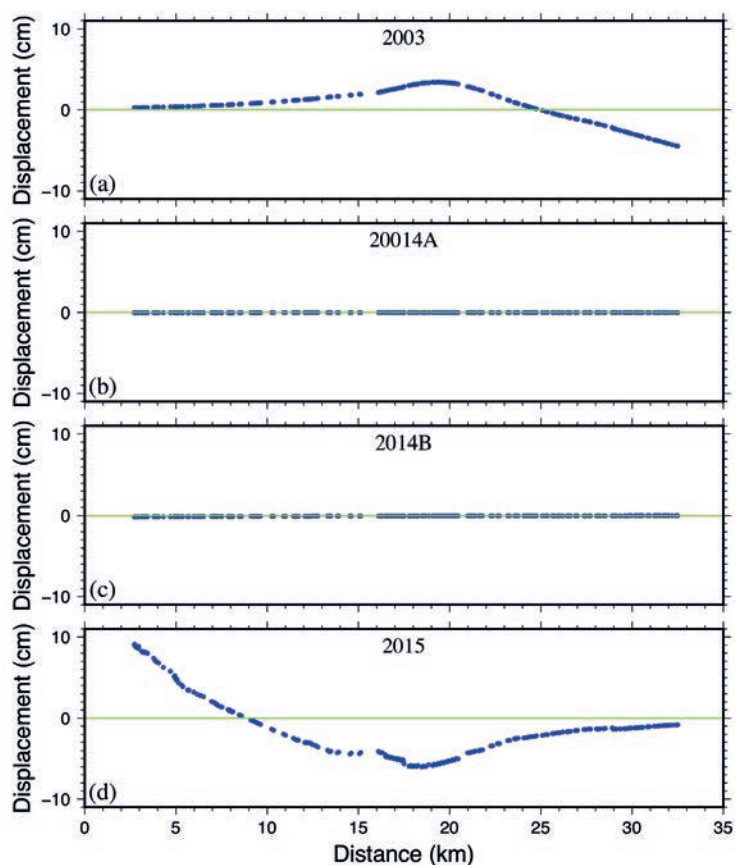 10
0
−10
Displacement (cm)
2003
(a)
10
0
−10
Displacement (cm)
20014A
(b)
10
0
−10
Displacement (cm)
2014B
(c)
10
0
−10
Displacement (cm)
2015
(d)
0 5 10 15 20 25 30 35
Distance (km)